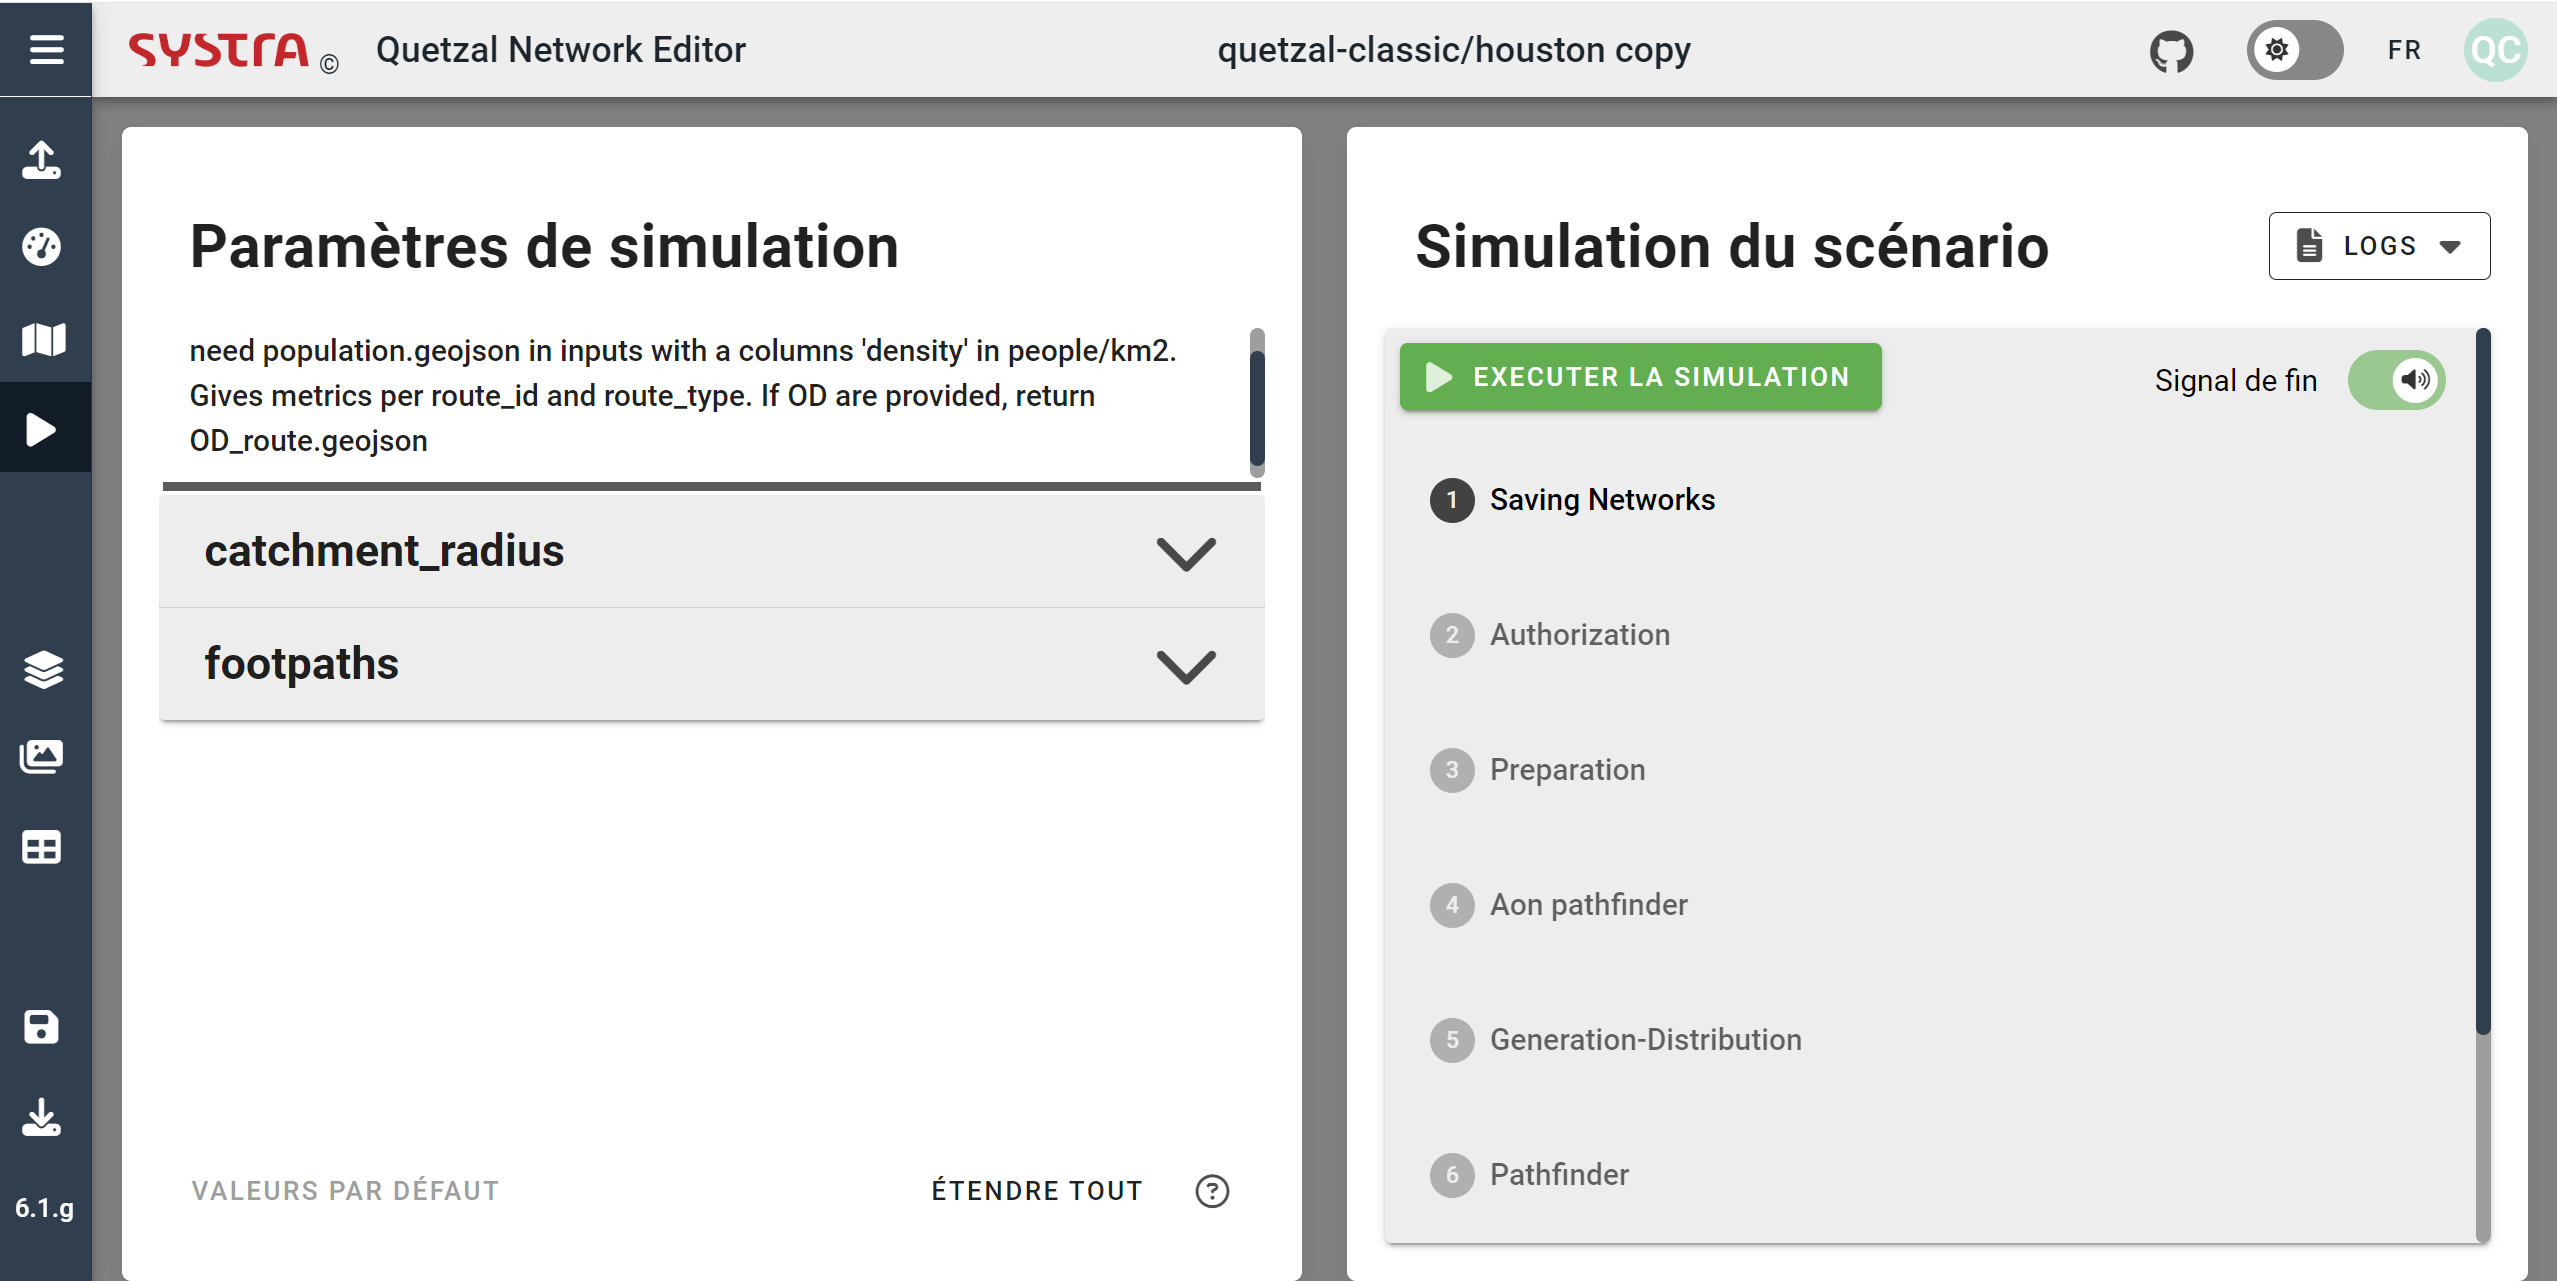 SYSTRA © Quetzal Network Editor
quetzal-classic/houston copy
FR
QC
Paramètres de simulation
need population.geojson in inputs with a columns 'density' in people/km2.
Gives metrics per route_id and route_type. If OD are provided, return
OD_route.geojson
catchment_radius
footpaths
VALEURS PAR DÉFAUT
ÉTENDRE TOUT
?
6.1.g
Simulation du scénario
LOGS
EXECUTER LA SIMULATION
Signal de fin
1 Saving Networks
2 Authorization
3 Preparation
4 Aon pathfinder
5 Generation-Distribution
6 Pathfinder